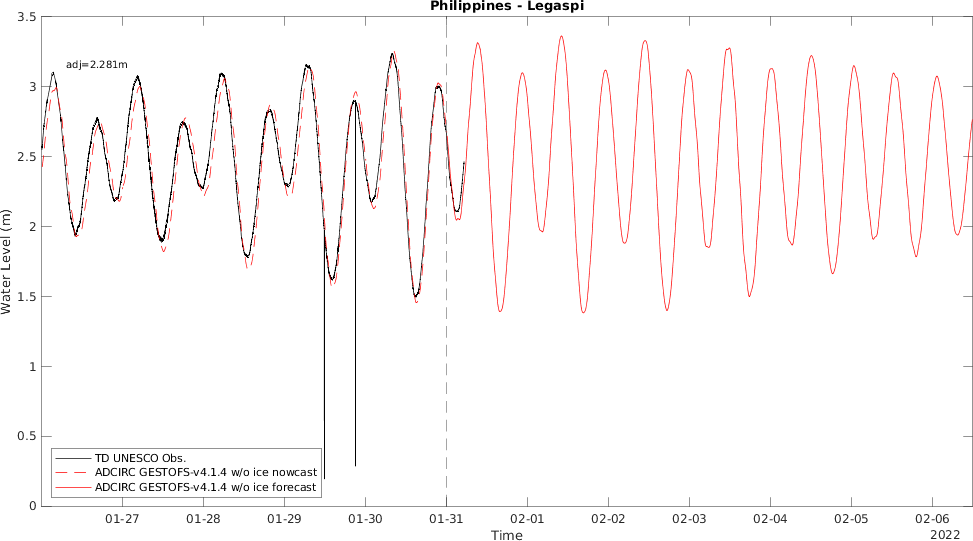 Philippines - Legaspi
adj=2.281m
3.5
3
2.5
2
1.5
1
0.5
0
Water Level (m)
TD UNESCO Obs.
ADCIRC GESTOFS-v4.1.4 w/o ice nowcast
ADCIRC GESTOFS-v4.1.4 w/o ice forecast
01-27 01-28 01-29 01-30 01-31 02-01 02-02 02-03 02-04 02-05 02-06
Time
2022